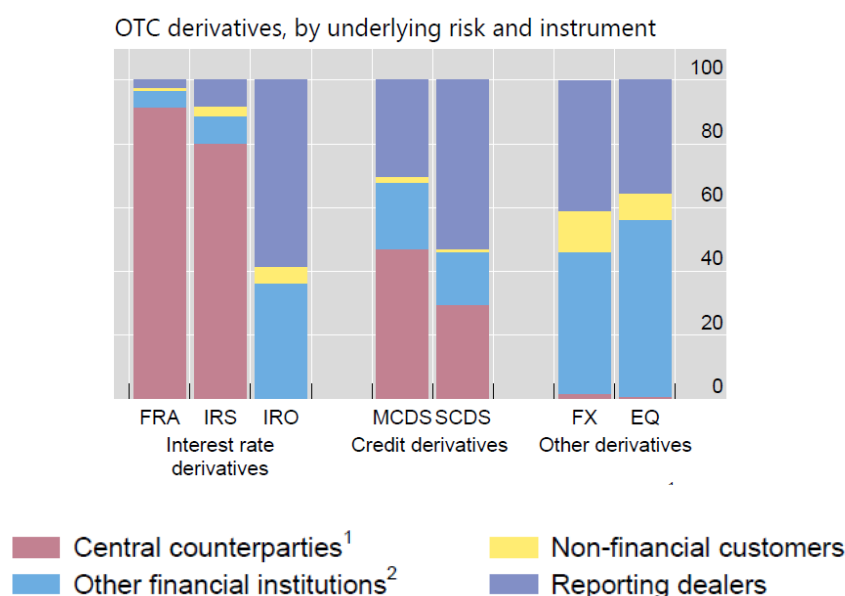 OTC derivatives, by underlying risk and instrument
100
80
60
40
20
0
FRA IRS IRO MCDS SCDS FX EQ
Interest rate derivatives Credit derivatives Other derivatives
Central counterparties¹
Non-financial customers
Other financial institutions²
Reporting dealers